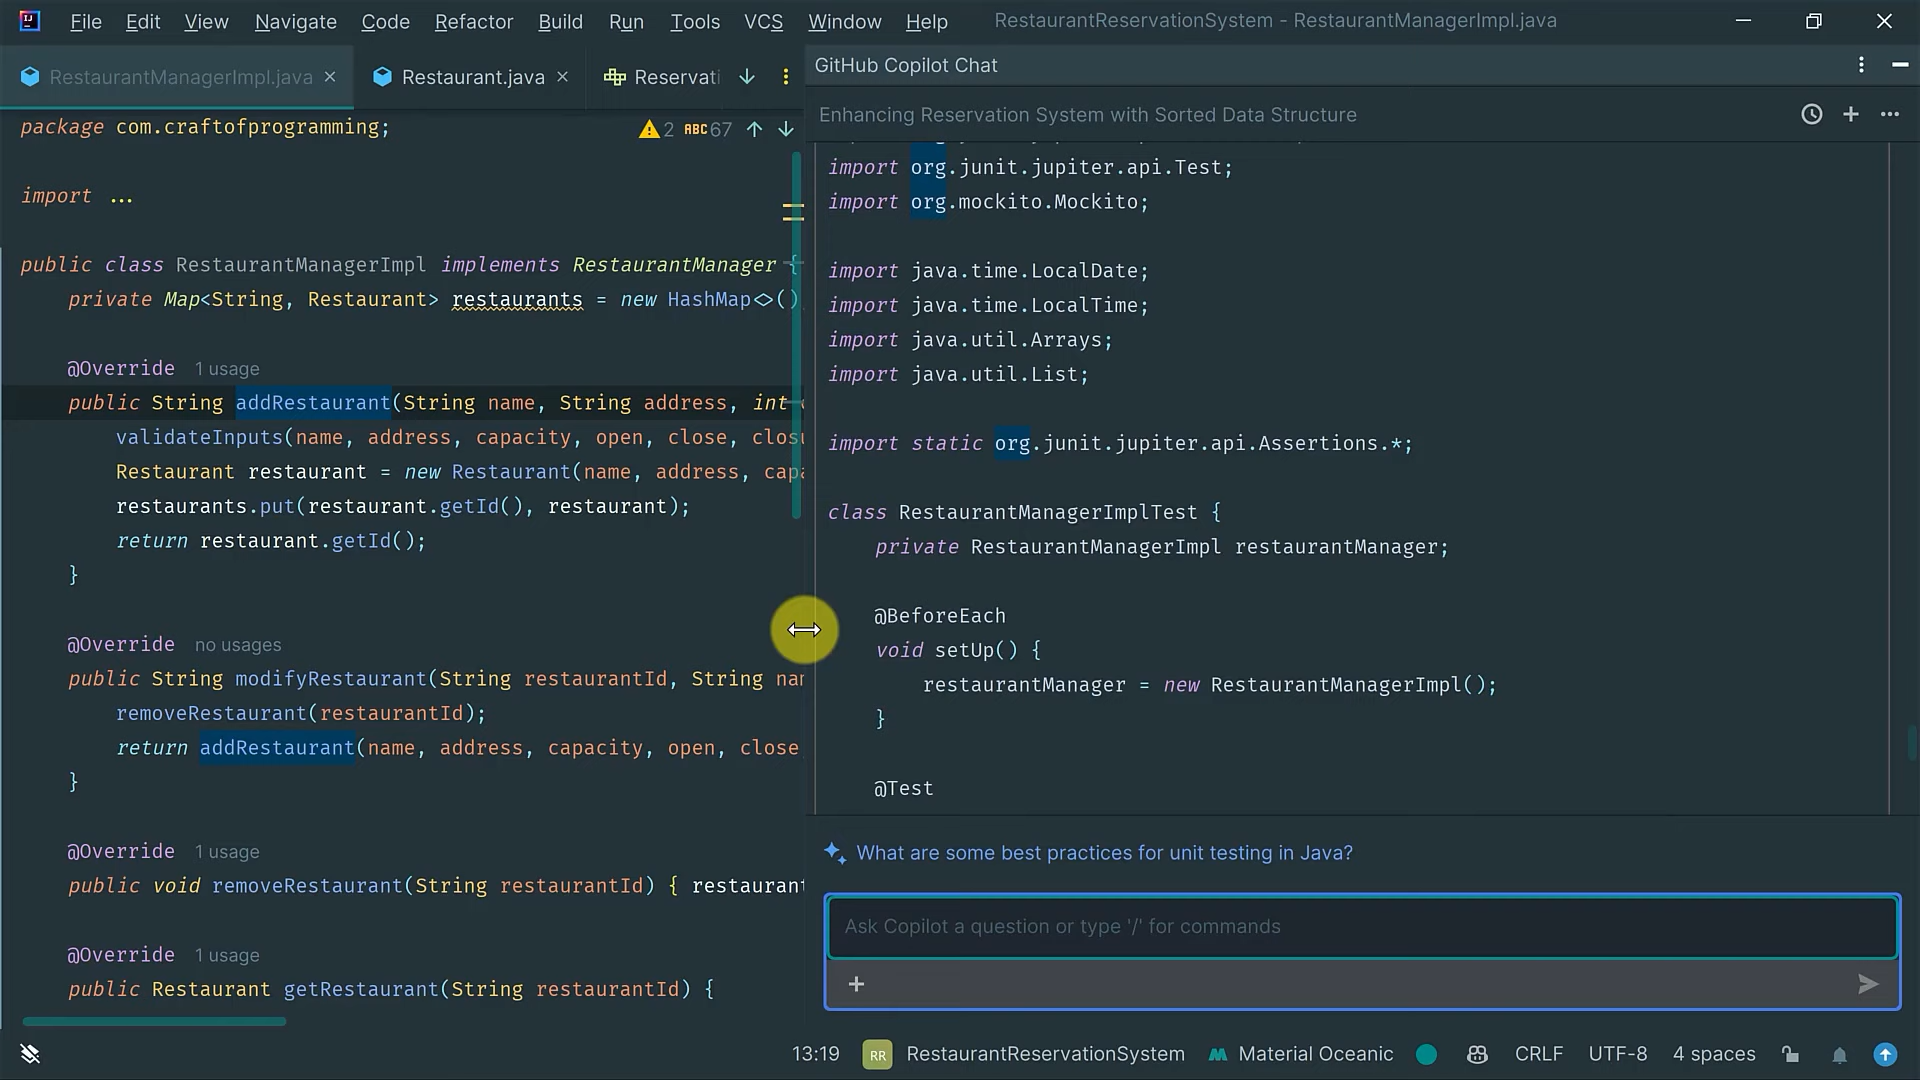 File Edit View Navigate Code Refactor Build Run Tools VCS Window Help RestaurantReservationSystem - RestaurantManagerImpl.java
RestaurantManagerImpl.java Restaurant.java Reservati
package com.craftofprogramming;
2 ABC 67
import ...
public class RestaurantManagerImpl implements RestaurantManager {
private Map<String, Restaurant> restaurants = new HashMap<>()
@Override 1 usage
public String addRestaurant(String name, String address, int
validateInputs(name, address, capacity, open, close, clos
Restaurant restaurant = new Restaurant(name, address, capa
restaurants.put(restaurant.getId(), restaurant);
return restaurant.getId();
}
@Override no usages
public String modifyRestaurant(String restaurantId, String nam
removeRestaurant(restaurantId);
return addRestaurant(name, address, capacity, open, close,
}
@Override 1 usage
public void removeRestaurant(String restaurantId) { restaurant
@Override 1 usage
public Restaurant getRestaurant(String restaurantId) {
GitHub Copilot Chat
Enhancing Reservation System with Sorted Data Structure
import org.junit.jupiter.api.Test;
import org.mockito.Mockito;
import java.time.LocalDate;
import java.time.LocalTime;
import java.util.Arrays;
import java.util.List;
import static org.junit.jupiter.api.Assertions.*;
class RestaurantManagerImplTest {
private RestaurantManagerImpl restaurantManager;
@BeforeEach
void setUp() {
restaurantManager = new RestaurantManagerImpl();
}
@Test
What are some best practices for unit testing in Java?
Ask Copilot a question or type '/' for commands
13:19 RR RestaurantReservationSystem Material Oceanic CRLF UTF-8 4 spaces